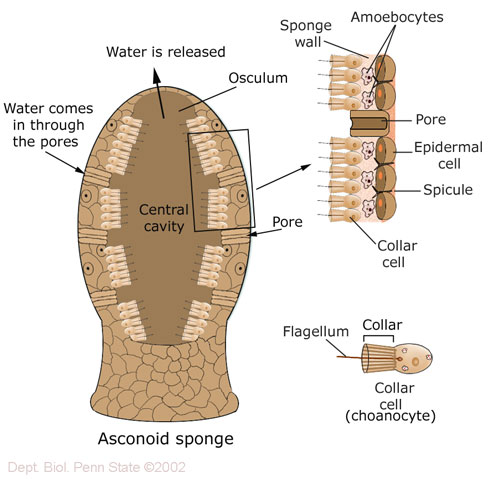 Water is released
Osculum
Water comes
in through
the pores
Central
cavity
Pore
Asconoid sponge
Amoebocytes
Sponge
wall
Pore
Epidermal
cell
Spicule
Collar
cell
Flagellum
Collar
Collar
cell
(choanocyte)
Dept. Biol. Penn State ©2002